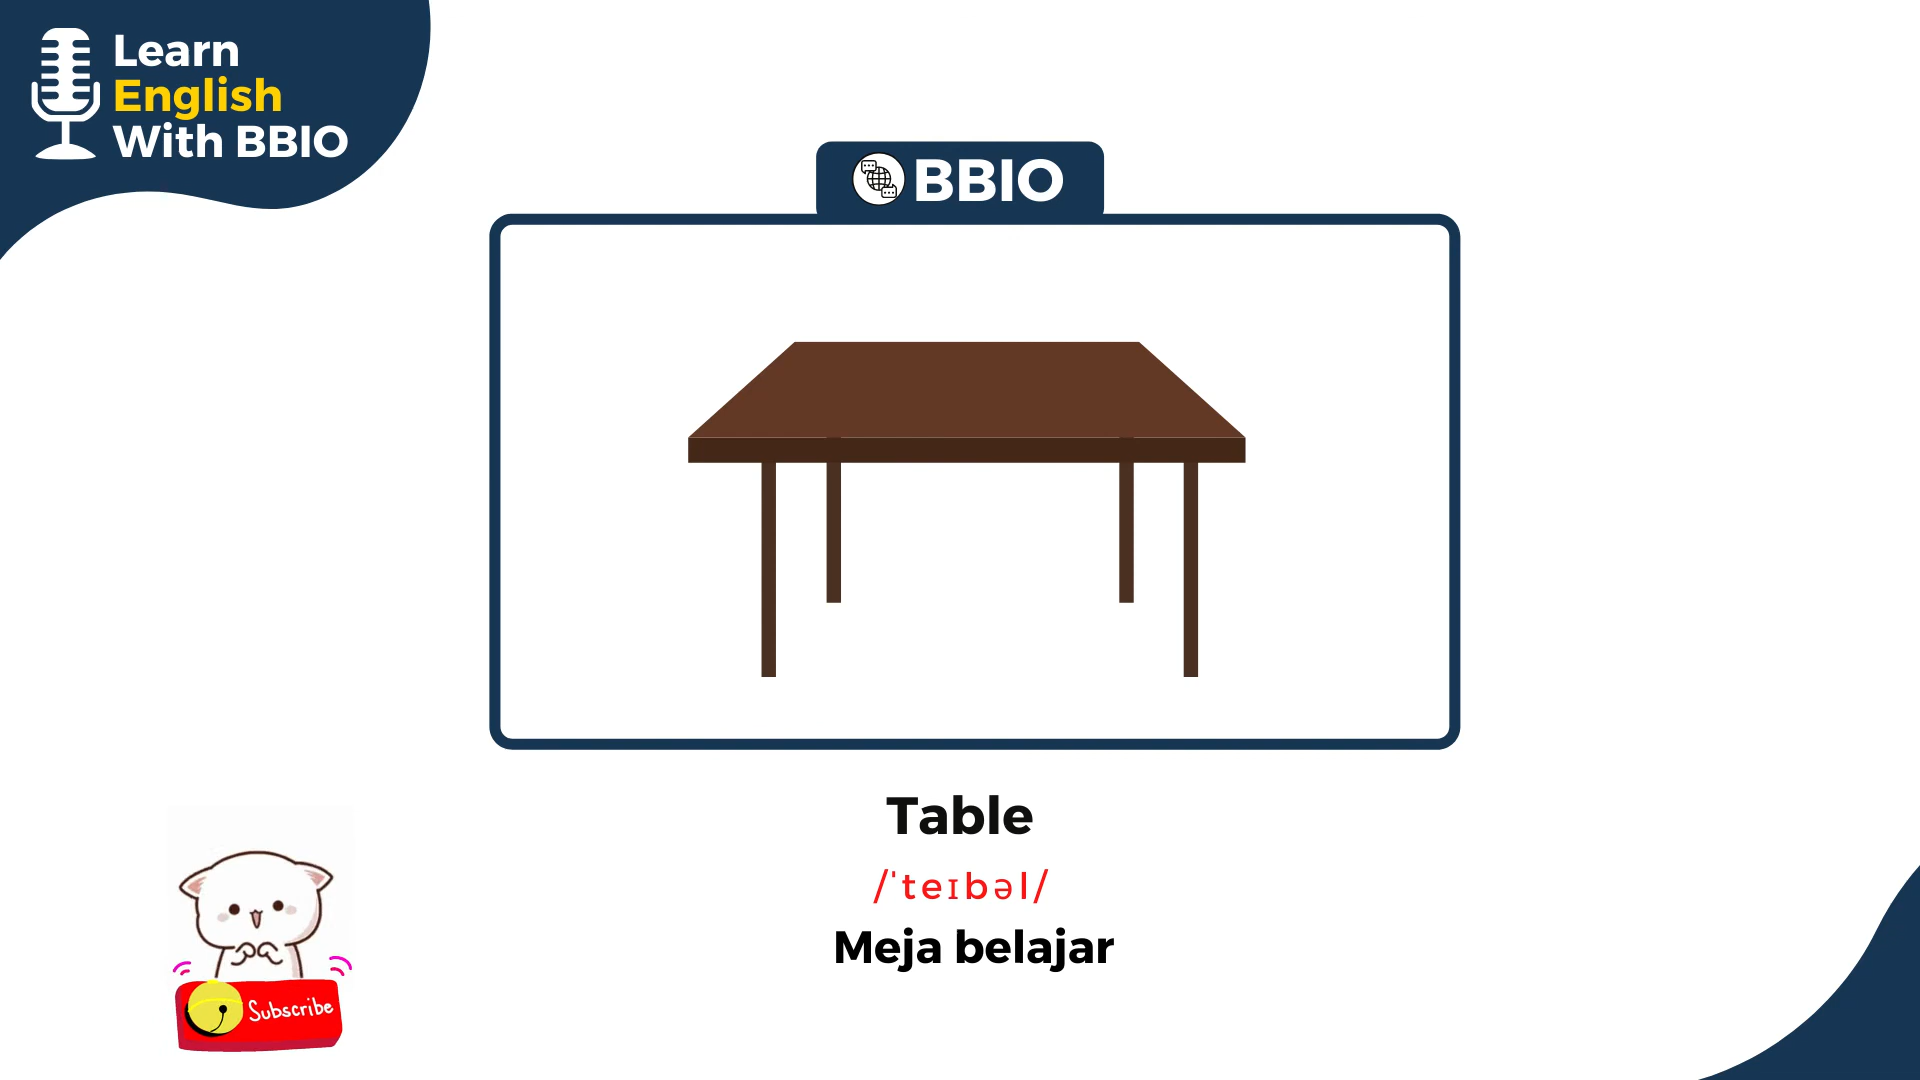 Learn
English
With BBIO
BBIO
Table
/ˈteɪbəl/
Meja belajar
Subscribe